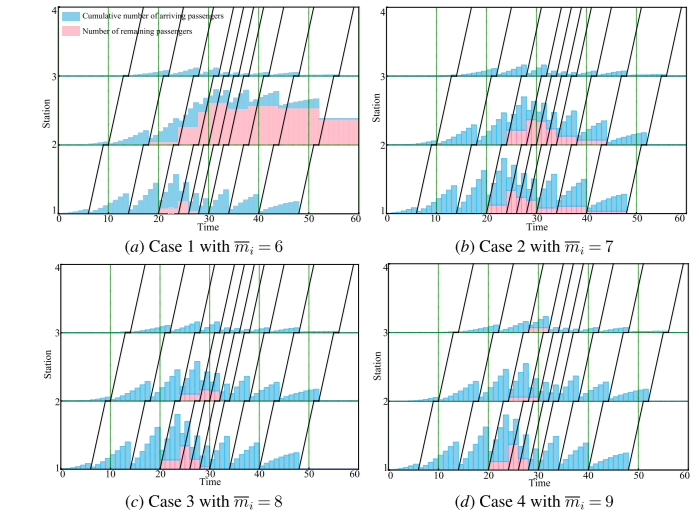 4
Cumulative number of arriving passengers
Number of remaining passengers
3
Station
2
1
0 10 20 30 40 50 60
Time
(a) Case 1 with m̅ᵢ = 6
4
3
Station
2
1
0 10 20 30 40 50 60
Time
(b) Case 2 with m̅ᵢ = 7
4
3
Station
2
1
0 10 20 30 40 50 60
Time
(c) Case 3 with m̅ᵢ = 8
4
3
Station
2
1
0 10 20 30 40 50 60
Time
(d) Case 4 with m̅ᵢ = 9